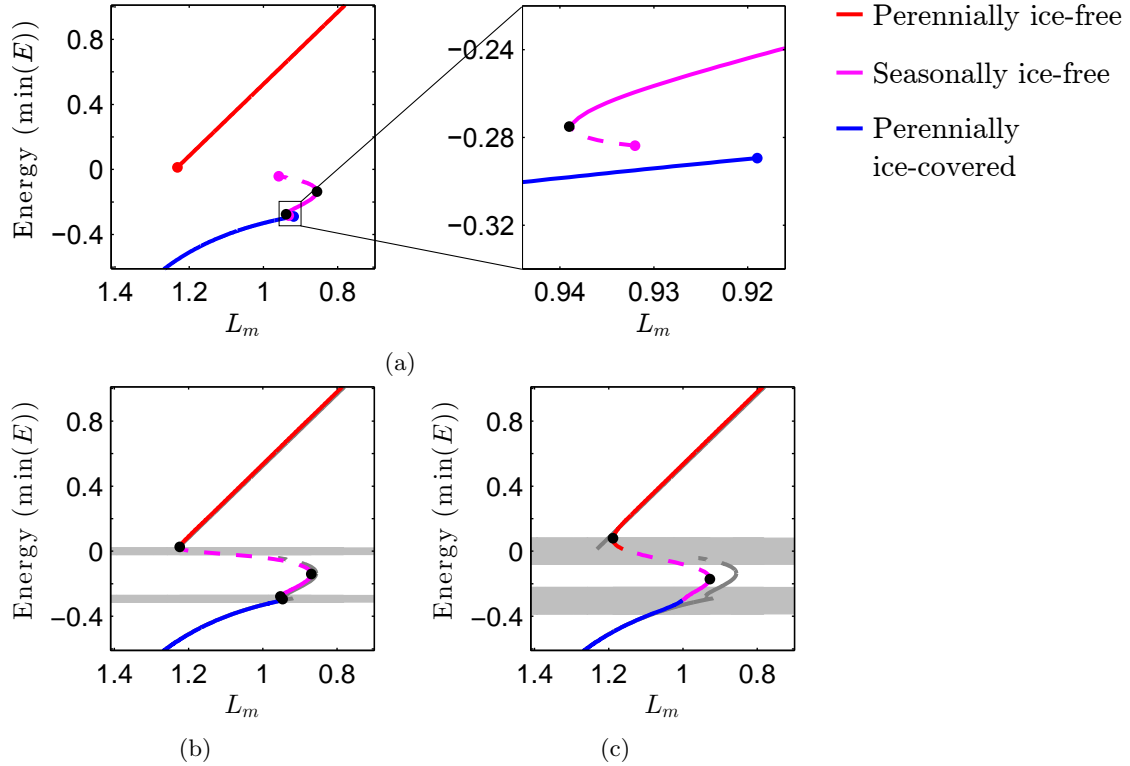 0.8
0.4
0
−0.4
Energy (min(E))
1.4
1.2
1
0.8
L_m
−0.24
−0.28
−0.32
0.94
0.93
0.92
L_m
Perennially ice-free
Seasonally ice-free
Perennially
ice-covered
(a)
0.8
0.4
0
−0.4
Energy (min(E))
1.4
1.2
1
0.8
L_m
(b)
0.8
0.4
0
−0.4
Energy (min(E))
1.4
1.2
1
0.8
L_m
(c)